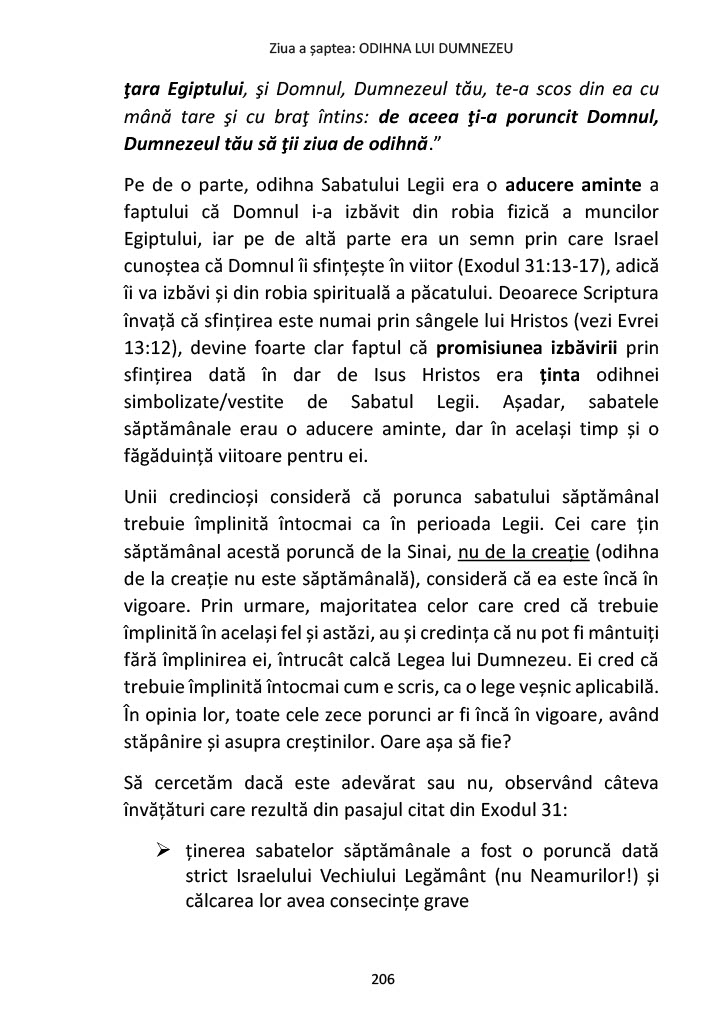 Ziua a șaptea: ODIHNA LUI DUMNEZEU
ţara Egiptului, şi Domnul, Dumnezeul tău, te-a scos din ea cu
mână tare şi cu braţ întins: de aceea ţi-a poruncit Domnul,
Dumnezeul tău să ţii ziua de odihnă.”
Pe de o parte, odihna Sabatului Legii era o aducere aminte a
faptului că Domnul i-a izbăvit din robia fizică a muncilor
Egiptului, iar pe de altă parte era un semn prin care Israel
cunoștea că Domnul îi sfințește în viitor (Exodul 31:13-17), adică
îi va izbăvi și din robia spirituală a păcatului. Deoarece Scriptura
învață că sfințirea este numai prin sângele lui Hristos (vezi Evrei
13:12), devine foarte clar faptul că promisiunea izbăvirii prin
sfințirea dată în dar de Isus Hristos era ținta odihnei
simbolizate/vestite de Sabatul Legii. Așadar, sabatele
săptămânale erau o aducere aminte, dar în același timp și o
făgăduință viitoare pentru ei.
Unii credincioși consideră că porunca sabatului săptămânal
trebuie împlinită întocmai ca în perioada Legii. Cei care țin
săptămânal acestă poruncă de la Sinai, nu de la creație (odihna
de la creație nu este săptămânală), consideră că ea este încă în
vigoare. Prin urmare, majoritatea celor care cred că trebuie
împlinită în același fel și astăzi, au și credința că nu pot fi mântuiți
fără împlinirea ei, întrucât calcă Legea lui Dumnezeu. Ei cred că
trebuie împlinită întocmai cum e scris, ca o lege veșnic aplicabilă.
În opinia lor, toate cele zece porunci ar fi încă în vigoare, având
stăpânire și asupra creștinilor. Oare așa să fie?
Să cercetăm dacă este adevărat sau nu, observând câteva
învățături care rezultă din pasajul citat din Exodul 31:
➢ ținerea sabatelor săptămânale a fost o poruncă dată
strict Israelului Vechiului Legământ (nu Neamurilor!) și
călcarea lor avea consecințe grave
206